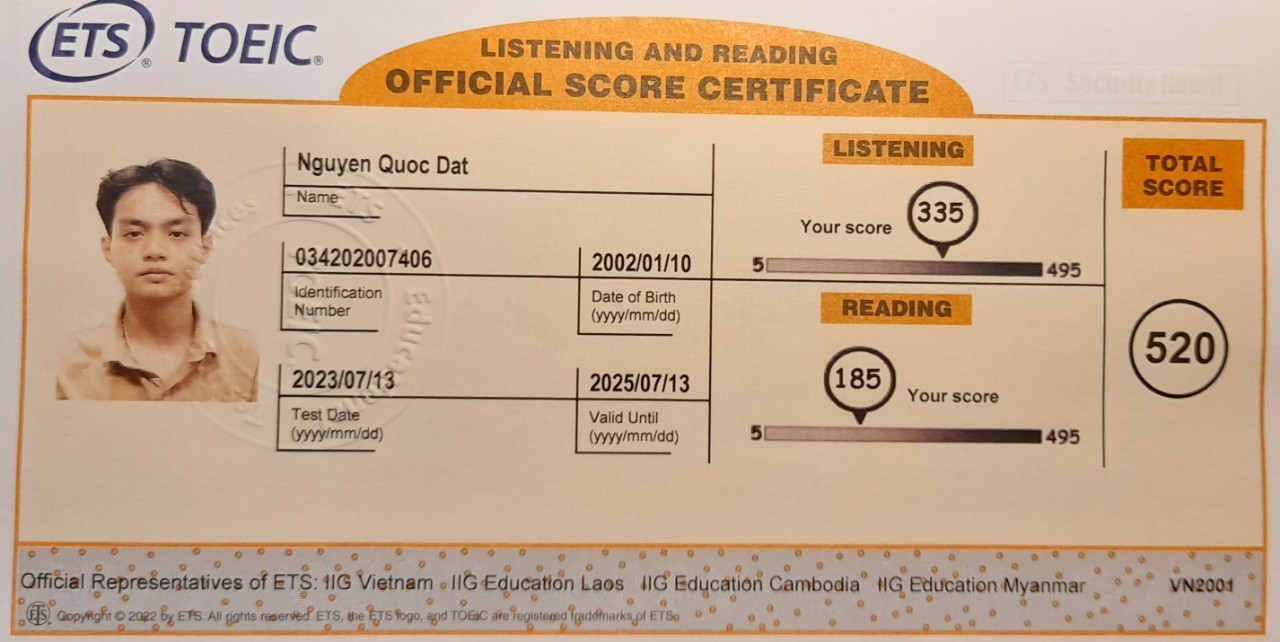 ETS® TOEIC®
LISTENING AND READING
OFFICIAL SCORE CERTIFICATE
ETS Security Guard
Nguyen Quoc Dat
Name
034202007406
Identification
Number
2002/01/10
Date of Birth
(yyyy/mm/dd)
2023/07/13
Test Date
(yyyy/mm/dd)
2025/07/13
Valid Until
(yyyy/mm/dd)
LISTENING
Your score
335
5
495
READING
185
Your score
5
495
TOTAL
SCORE
520
Official Representatives of ETS: IIG Vietnam IIG Education Laos IIG Education Cambodia IIG Education Myanmar
VN2001
ETS Copyright © 2022 by ETS. All rights reserved. ETS, the ETS logo, and TOEIC are registered trademarks of ETS.